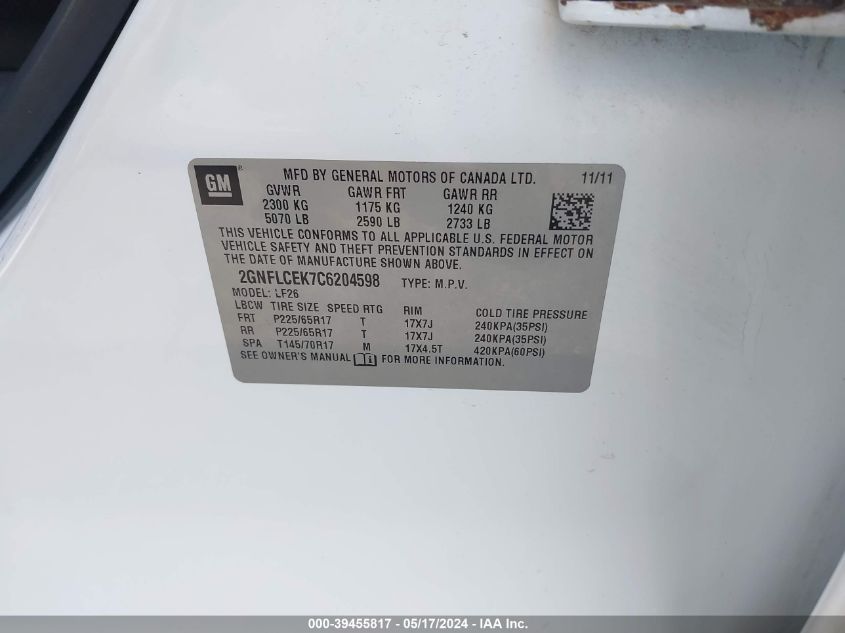 GM
MFD BY GENERAL MOTORS OF CANADA LTD. 11/11
GVWR GAWR FRT GAWR RR
2300 KG 1175 KG 1240 KG
5070 LB 2590 LB 2733 LB
THIS VEHICLE CONFORMS TO ALL APPLICABLE U.S. FEDERAL MOTOR
VEHICLE SAFETY AND THEFT PREVENTION STANDARDS IN EFFECT ON
THE DATE OF MANUFACTURE SHOWN ABOVE.
2GNFLCEK7C6204598 TYPE: M.P.V.
MODEL: LF26
LBCW TIRE SIZE SPEED RTG RIM COLD TIRE PRESSURE
FRT P225/65R17 T 17X7J 240KPA(35PSI)
RR P225/65R17 T 17X7J 240KPA(35PSI)
SPA T145/70R17 M 17X4.5T 420KPA(60PSI)
SEE OWNER'S MANUAL FOR MORE INFORMATION.
000-39455817 - 05/17/2024 - IAA Inc.